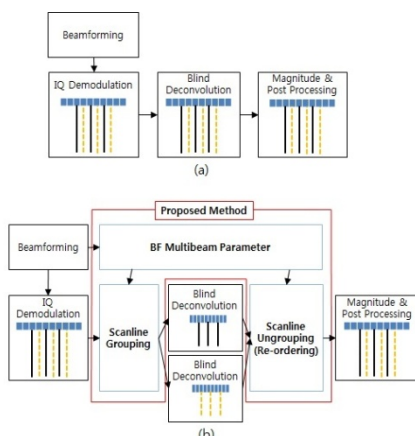 Beamforming
IQ Demodulation
Blind
Deconvolution
Magnitude &
Post Processing
(a)
Proposed Method
Beamforming
BF Multibeam Parameter
IQ
Demodulation
Scanline
Grouping
Blind
Deconvolution
Blind
Deconvolution
Scanline
Ungrouping
(Re-ordering)
Magnitude &
Post Processing
(b)